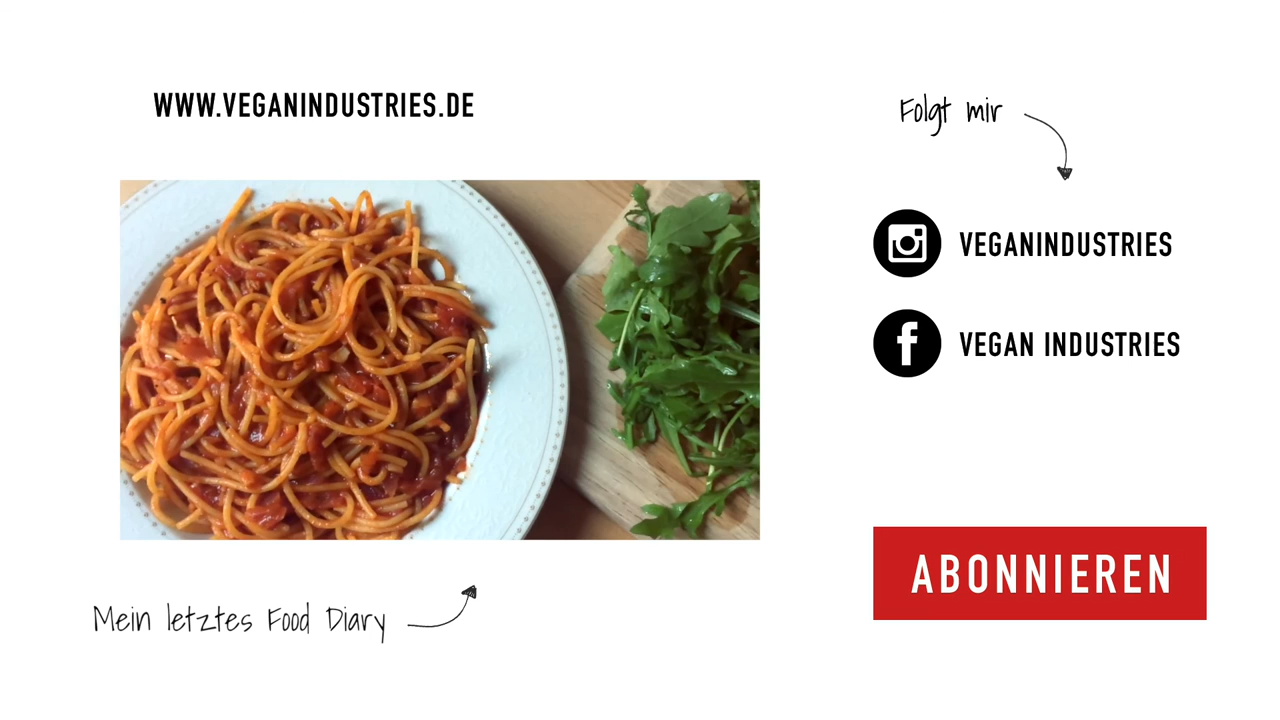 WWW.VEGANINDUSTRIES.DE
Folgt mir
VEGANINDUSTRIES
VEGAN INDUSTRIES
ABONNIEREN
Mein letztes Food Diary